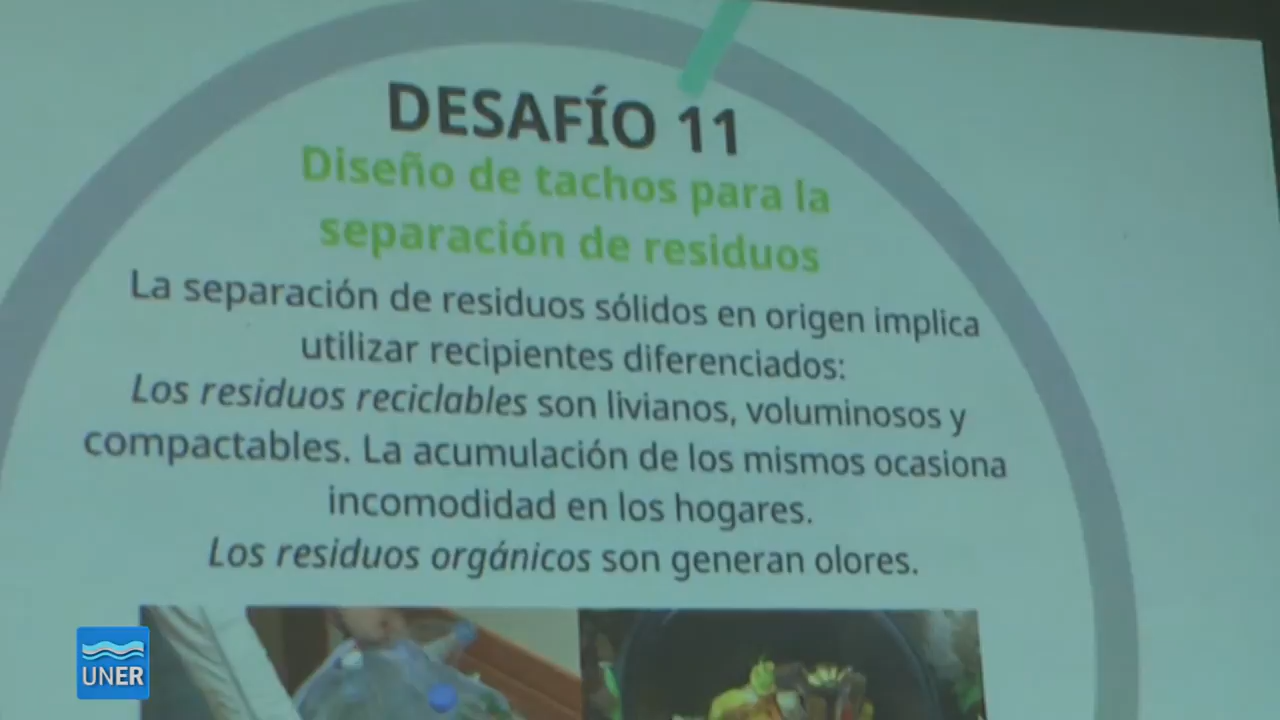 DESAFÍO 11
Diseño de tachos para la
separación de residuos
La separación de residuos sólidos en origen implica
utilizar recipientes diferenciados:
Los residuos reciclables son livianos, voluminosos y
compactables. La acumulación de los mismos ocasiona
incomodidad en los hogares.
Los residuos orgánicos son generan olores.
UNER